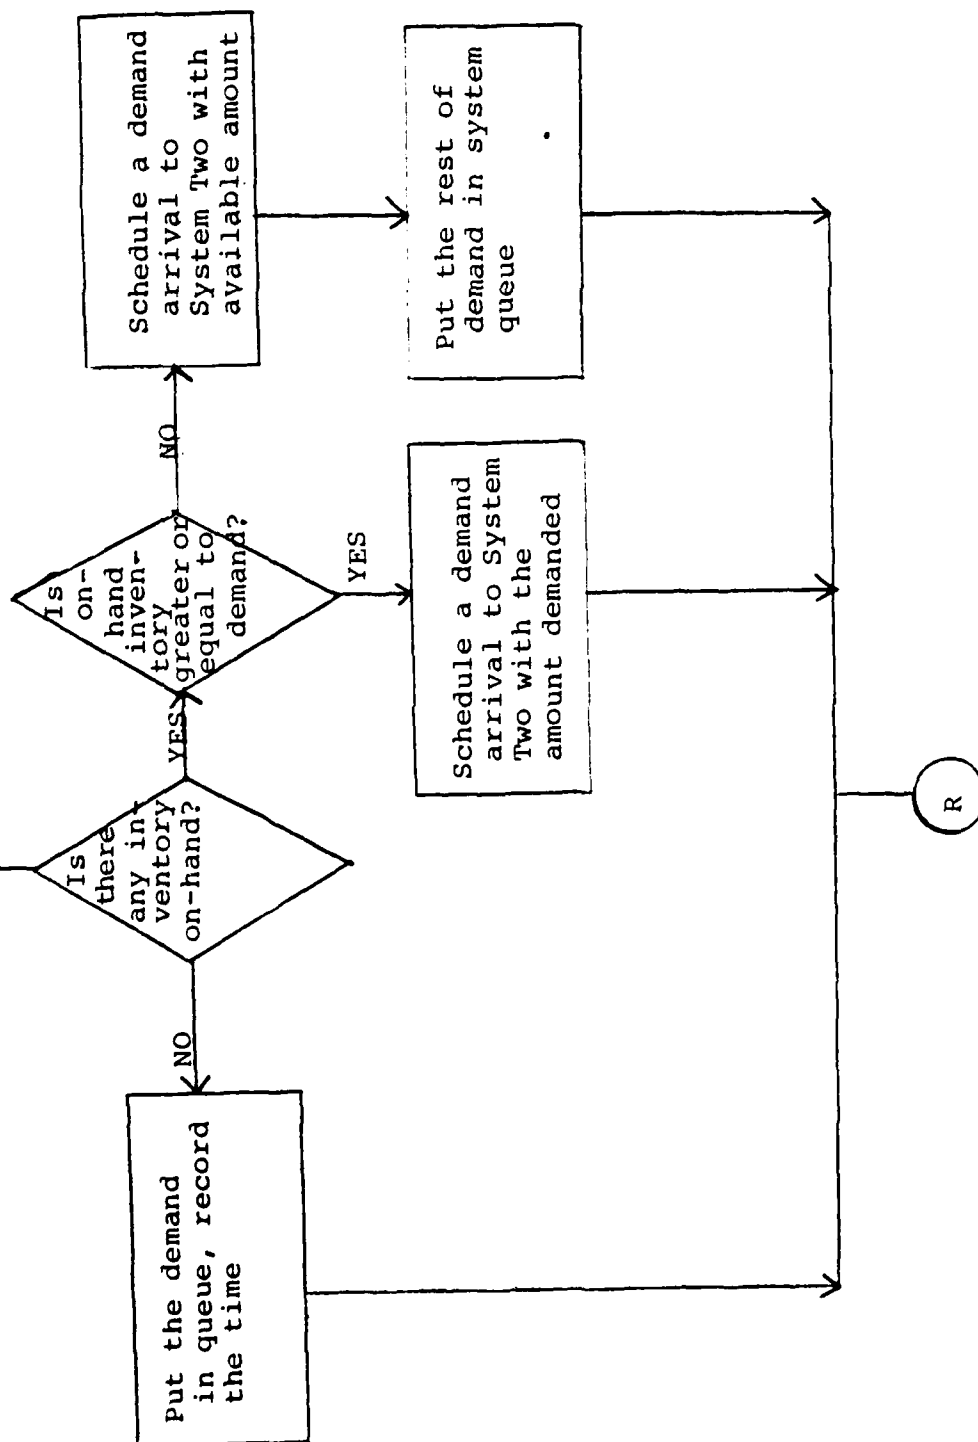 Put the demand
in queue, record
the time
NO
Is
there
any in-
ventory
on-hand?
YES
Is
on-
hand
inven-
tory
greater or
equal to
demand?
NO
Schedule a demand
arrival to
System Two with
available amount
YES
Schedule a demand
arrival to System
Two with the
amount demanded
Put the rest of
demand in system
queue
R